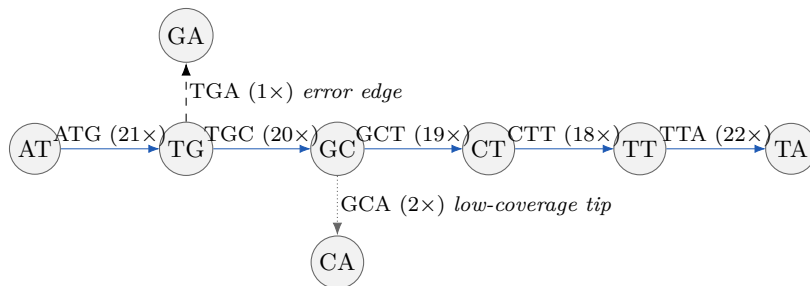 GA
TGA (1×) error edge
ATG (21×) TGC (20×) GCT (19×) CTT (18×) TTA (22×)
AT TG GC CT TT TA
GCA (2×) low-coverage tip
CA